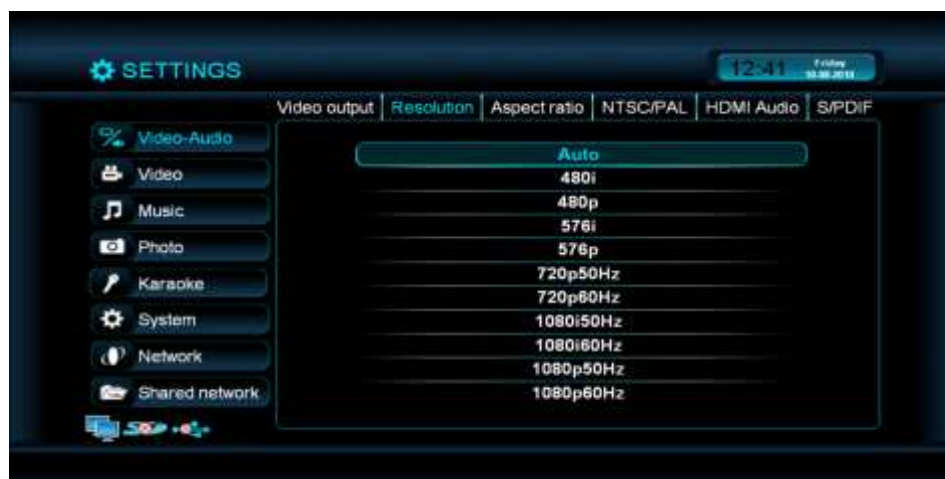 SETTINGS
12:41 Friday
Video output Resolution Aspect ratio NTSC/PAL HDMI Audio S/PDIF
Video-Audio
Video
Music
Photo
Karaoke
System
Network
Shared network
Auto
480i
480p
576i
576p
720p50Hz
720p60Hz
1080i50Hz
1080i60Hz
1080p50Hz
1080p60Hz